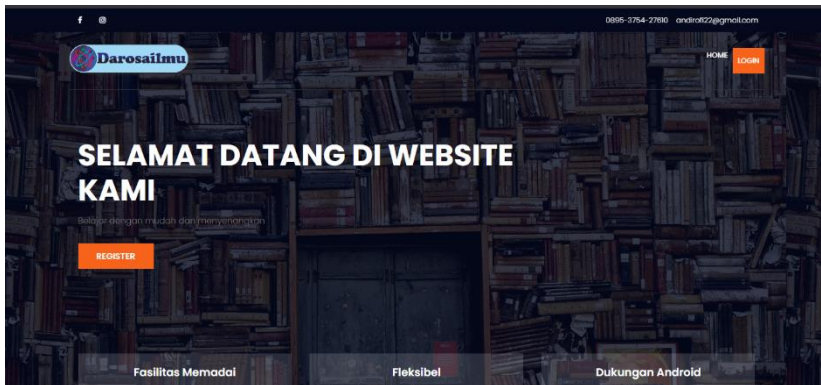 0895-3754-27610 andirofi22@gmail.com
Darosailmu
HOME LOGIN
SELAMAT DATANG DI WEBSITE
KAMI
Belajar dengan mudah dan menyenangkan
REGISTER
Fasilitas Memadai Fleksibel Dukungan Android